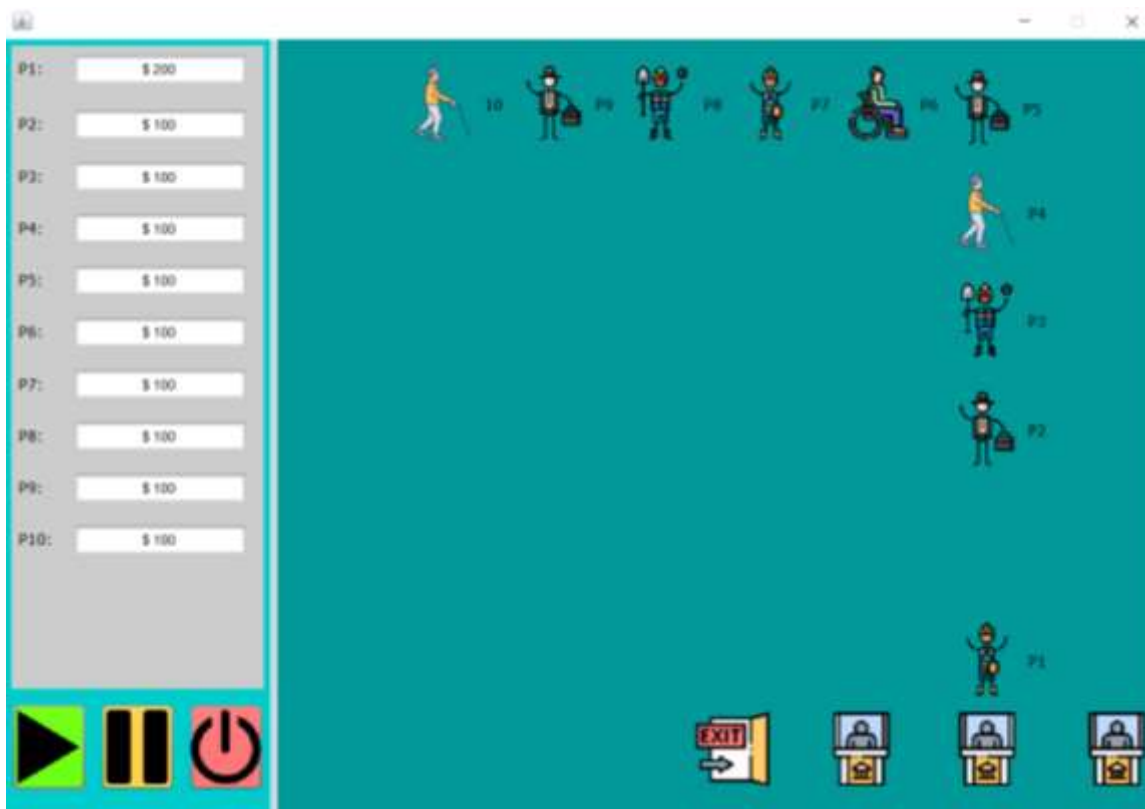 P1: $ 200
P2: $ 100
P3: $ 100
P4: $ 100
P5: $ 100
P6: $ 100
P7: $ 100
P8: $ 100
P9: $ 100
P10: $ 100
10 P9 P8 P7 P6 P5
P4
P3
P2
P1
EXIT